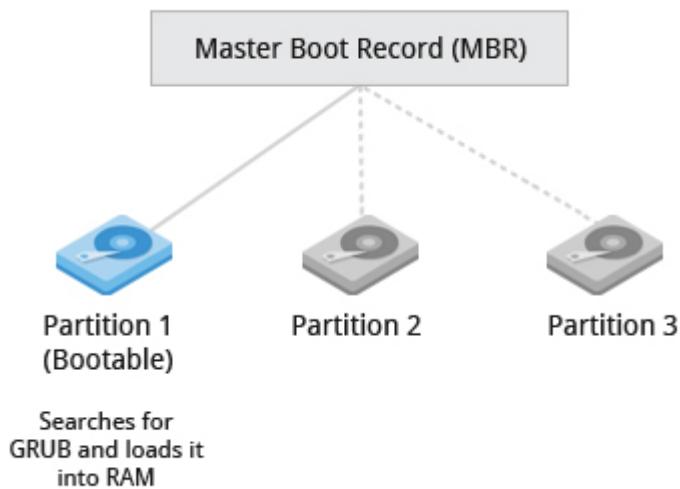 Master Boot Record (MBR)
Partition 1
(Bootable)
Partition 2
Partition 3
Searches for
GRUB and loads it
into RAM